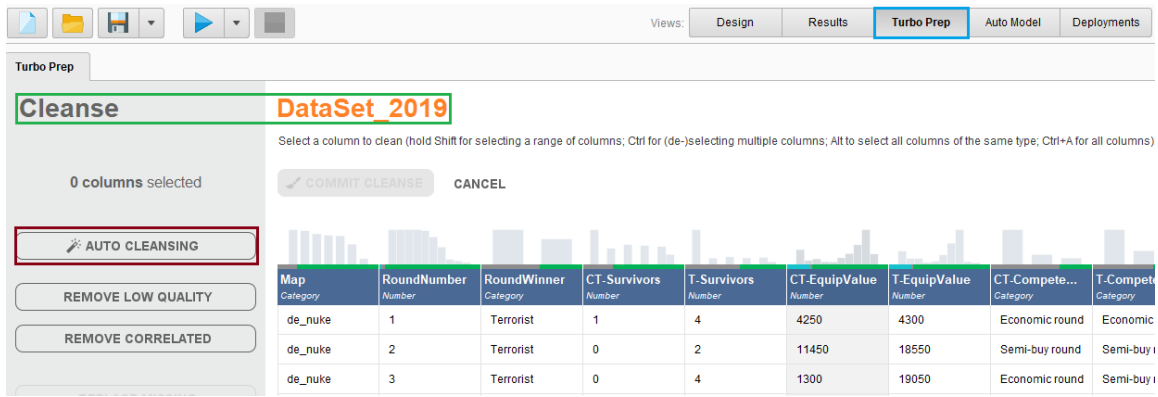 Views: Design Results Turbo Prep Auto Model Deployments
Turbo Prep
Cleanse DataSet_2019
Select a column to clean (hold Shift for selecting a range of columns; Ctrl for (de-)selecting multiple columns; Alt to select all columns of the same type; Ctrl+A for all columns)
0 columns selected COMMIT CLEANSE CANCEL
AUTO CLEANSING
REMOVE LOW QUALITY
REMOVE CORRELATED
Map RoundNumber RoundWinner CT-Survivors T-Survivors CT-EquipValue T-EquipValue CT-Compete... T-Compete
Category Number Category Number Number Number Number Category Category
de_nuke 1 Terrorist 1 4 4250 4300 Economic round Economic
de_nuke 2 Terrorist 0 2 11450 18550 Semi-buy round Semi-buy
de_nuke 3 Terrorist 0 4 1300 19050 Economic round Semi-buy